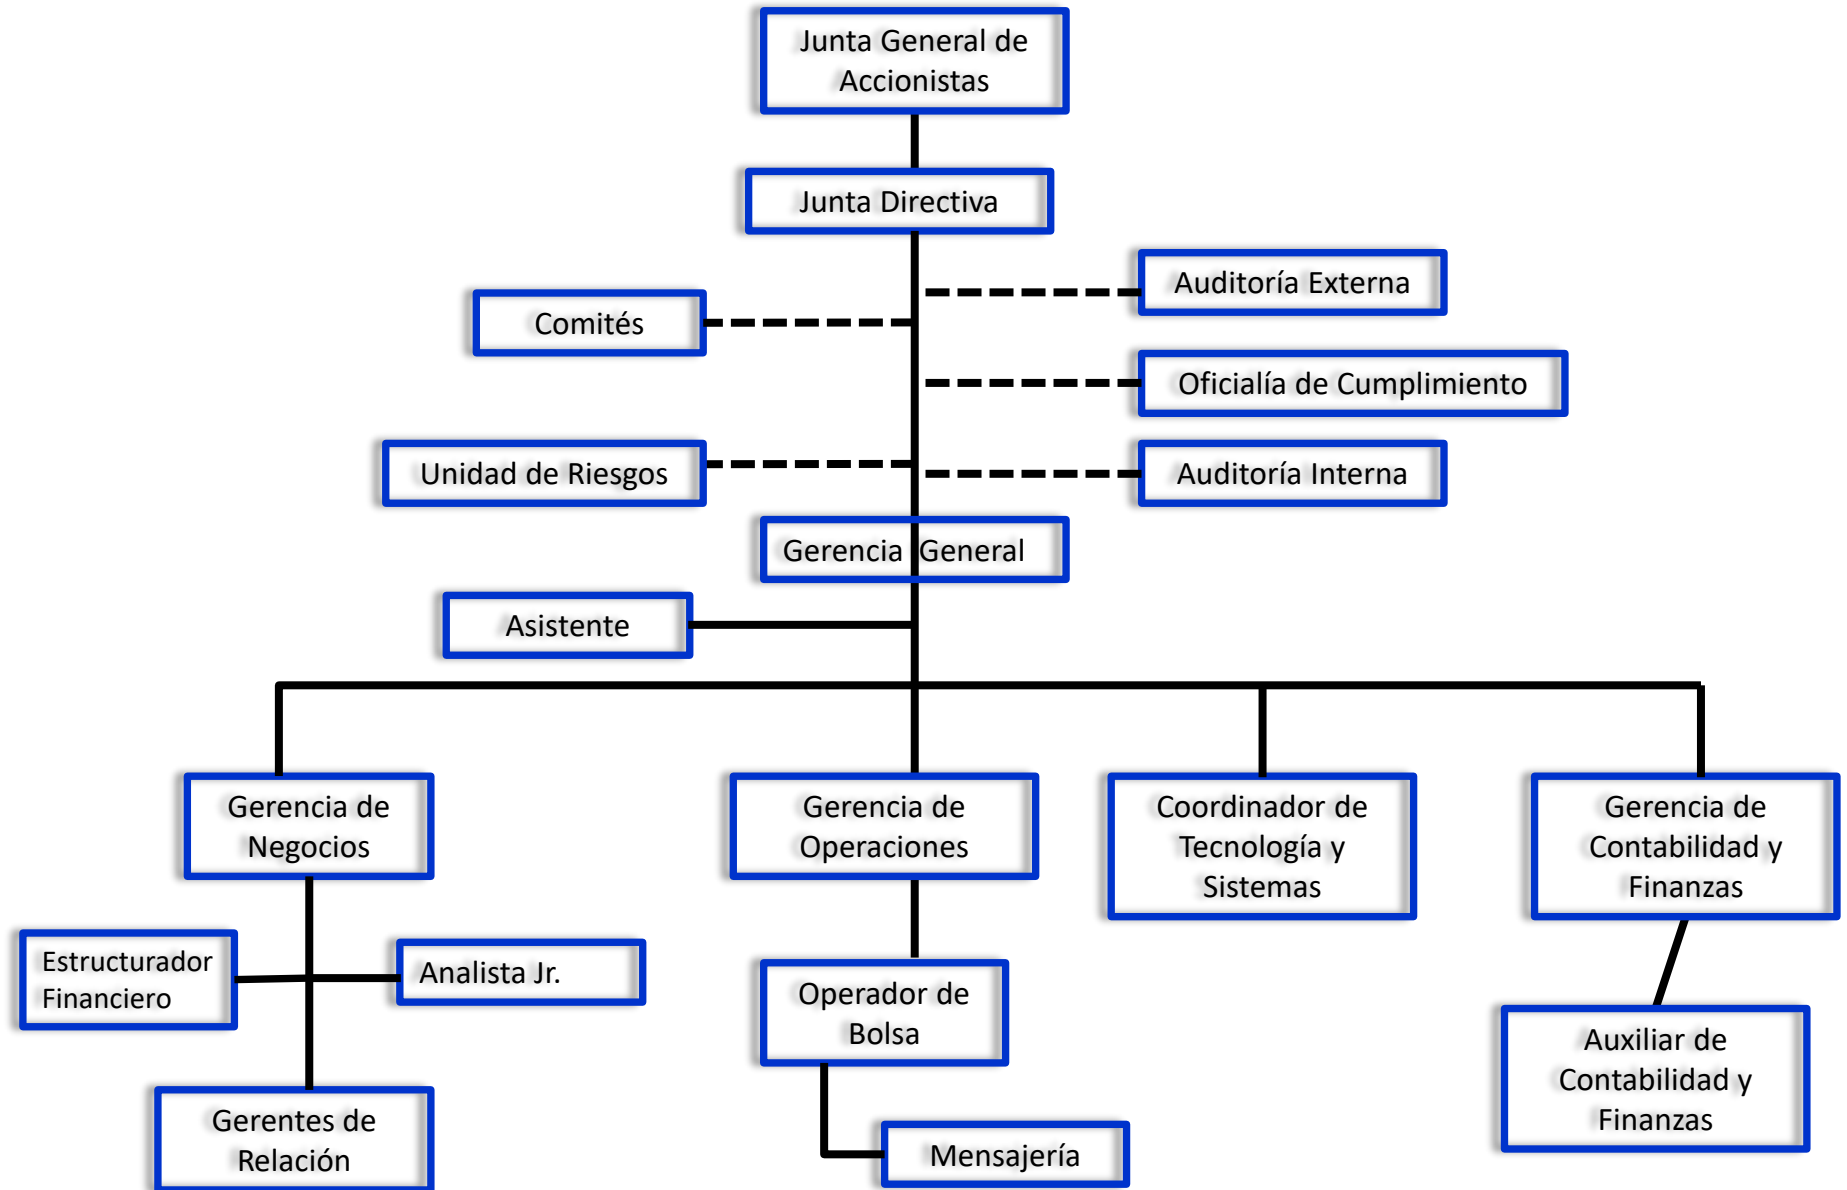 Junta General de
Accionistas
Junta Directiva
Auditoría Externa
Comités
Oficialía de Cumplimiento
Unidad de Riesgos
Auditoría Interna
Gerencia General
Asistente
Gerencia de
Negocios
Gerencia de
Operaciones
Coordinador de
Tecnología y
Sistemas
Gerencia de
Contabilidad y
Finanzas
Estructurador
Financiero
Analista Jr.
Operador de
Bolsa
Auxiliar de
Contabilidad y
Finanzas
Gerentes de
Relación
Mensajería